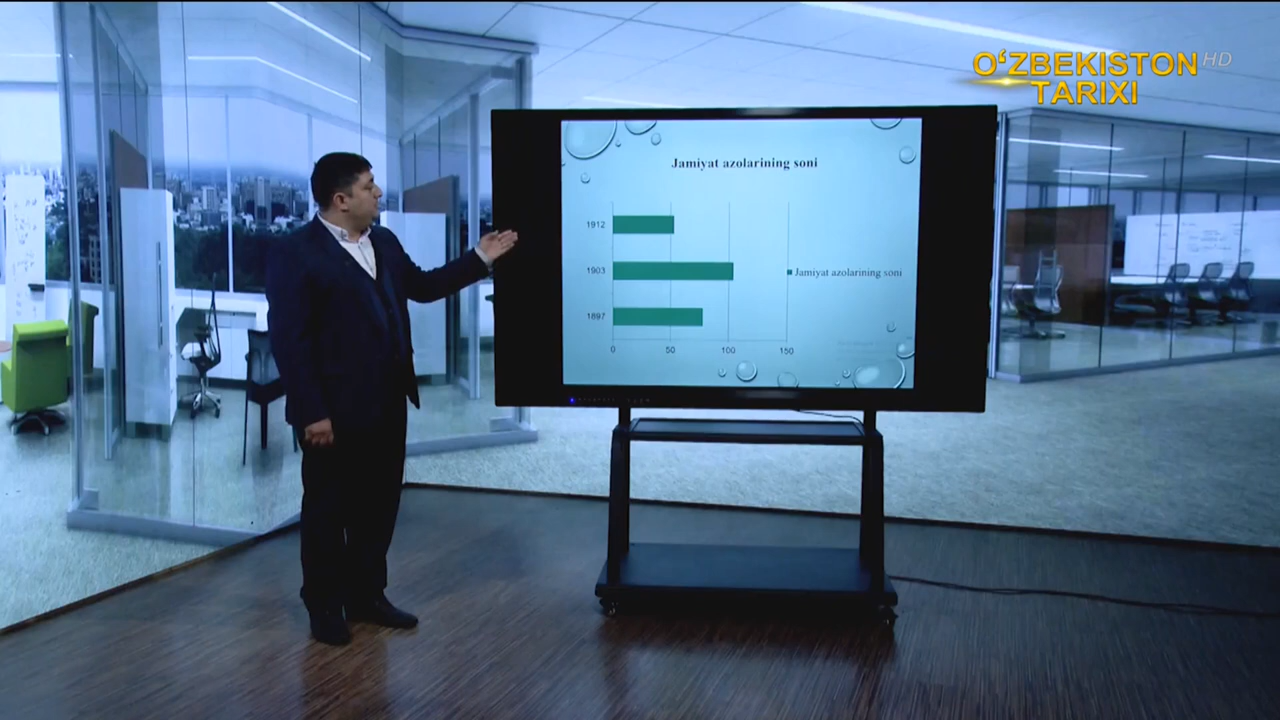 O‘ZBEKISTON HD
TARIXI
Jamiyat azolarining soni
1912
1903
1897
Jamiyat azolarining soni
0 50 100 150